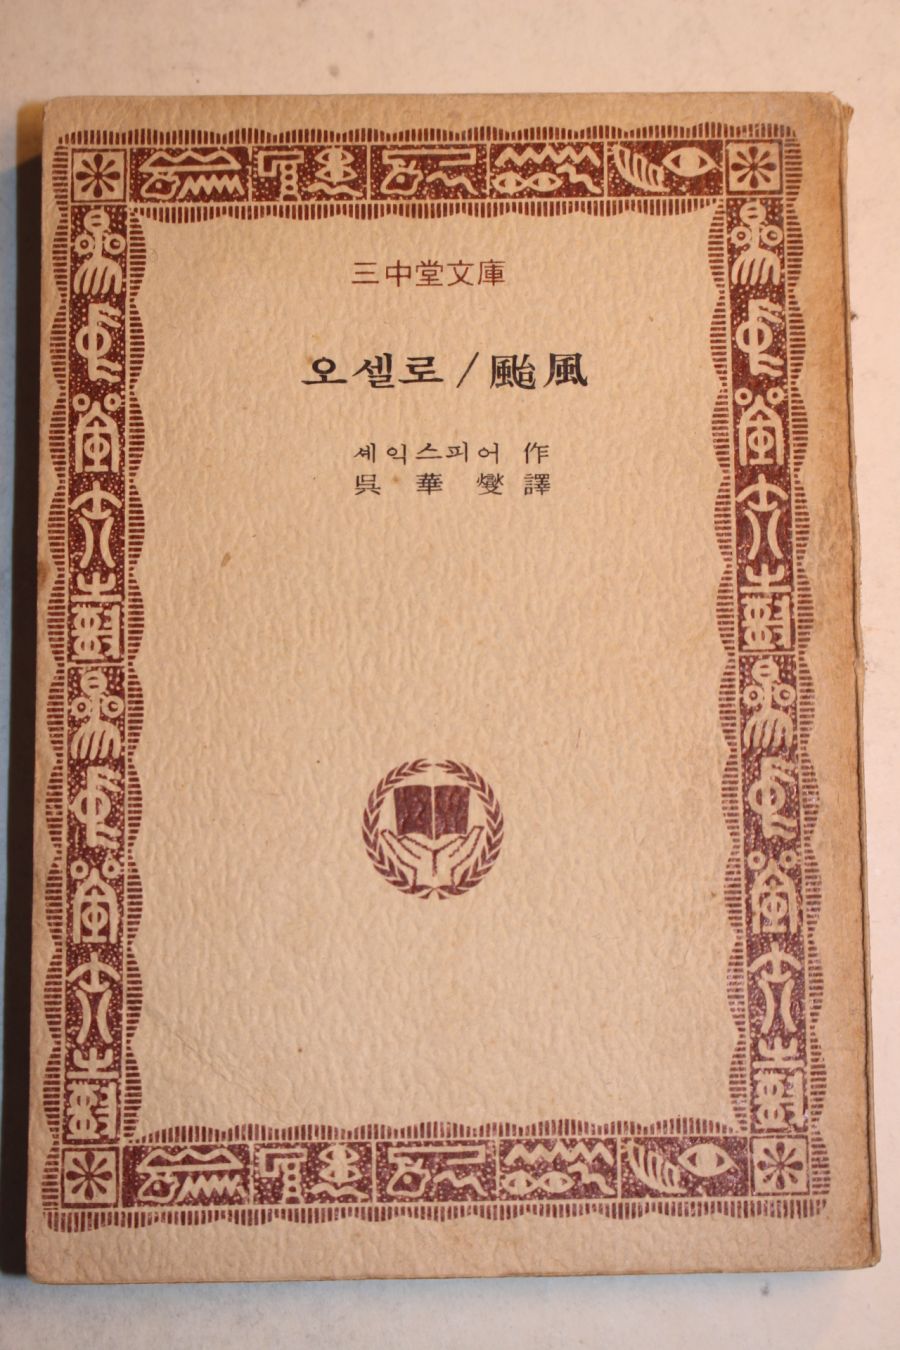 三中堂文庫
오셀로/颱風
셰익스피어 作
吳華燮 譯